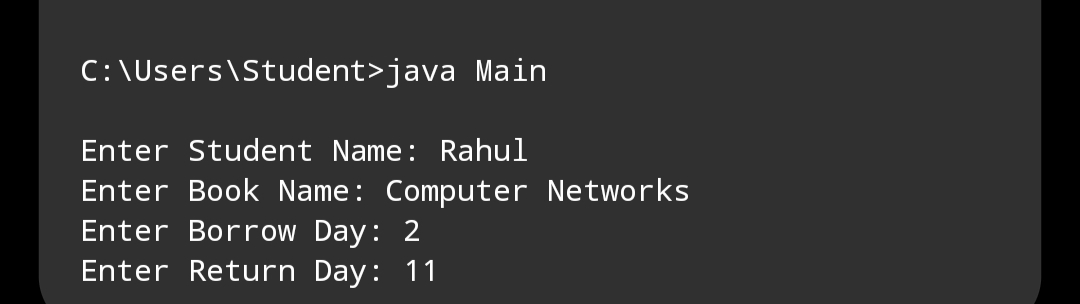 C:\Users\Student>java Main
Enter Student Name: Rahul
Enter Book Name: Computer Networks
Enter Borrow Day: 2
Enter Return Day: 11